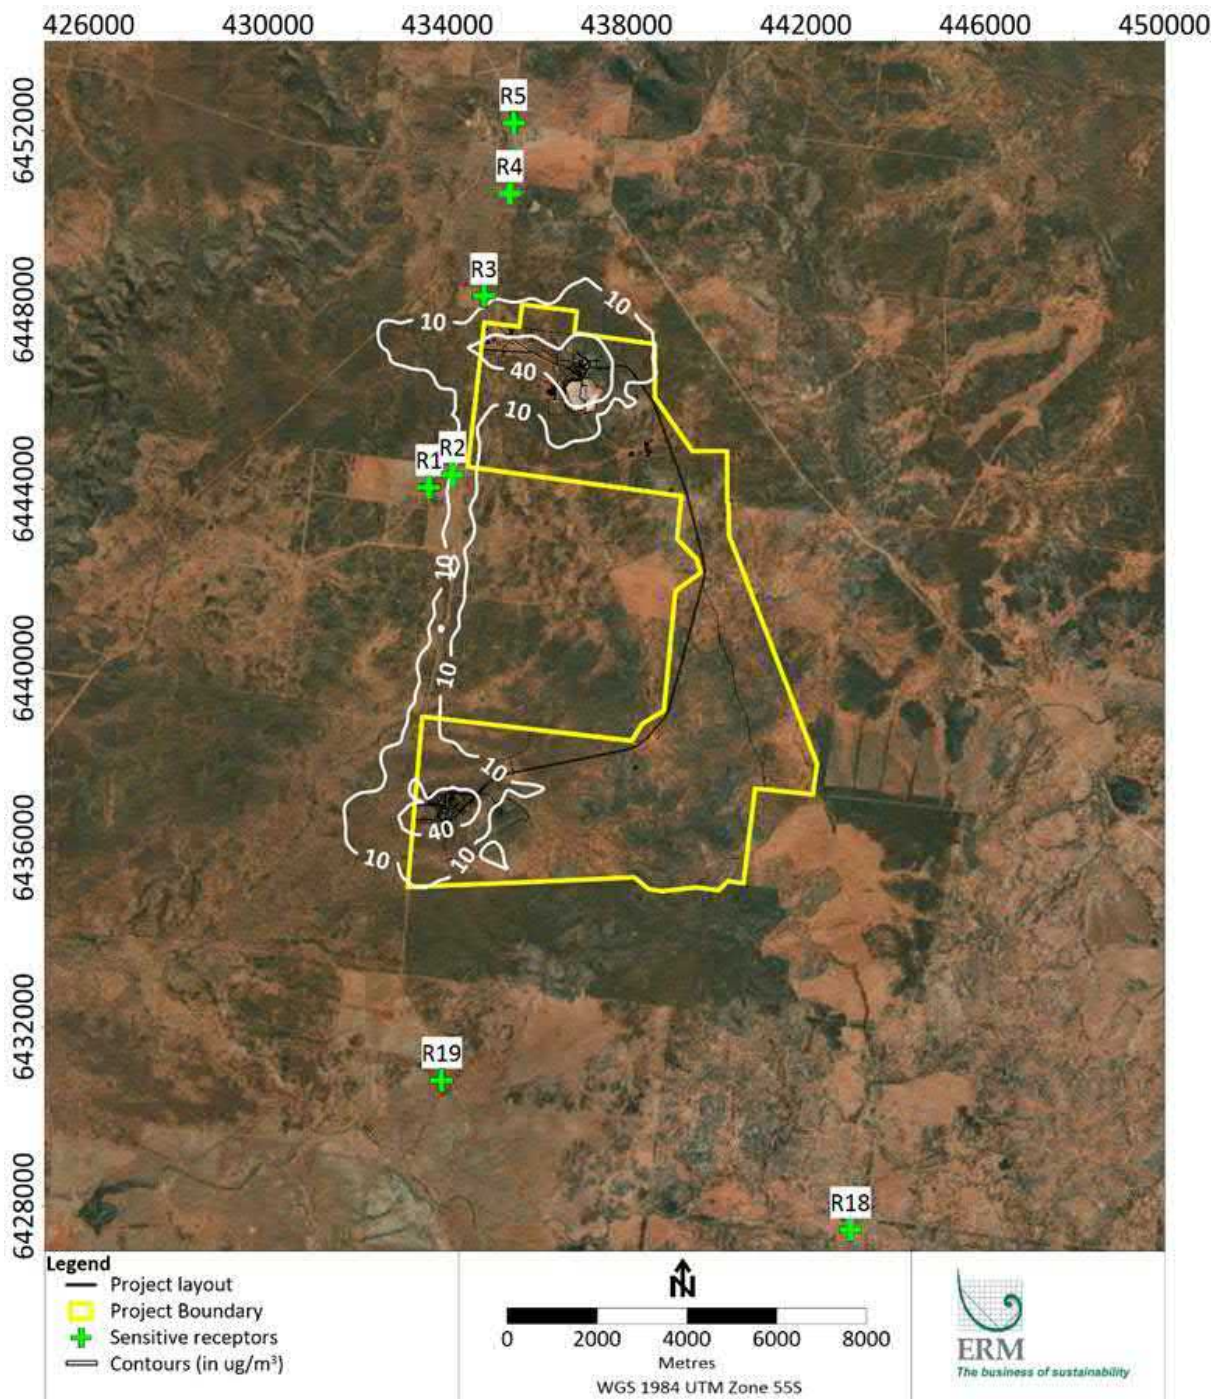 426000 430000 434000 438000 442000 446000 450000
6452000
6448000
6444000
6440000
6436000
6432000
6428000
R5
R4
R3
10
10
40
10
R2
R1
10
10
10
40
10
10
R19
R18
Legend
Project layout
Project Boundary
Sensitive receptors
Contours (in ug/m³)
N
0 2000 4000 6000 8000
Metres
WGS 1984 UTM Zone 55S
ERM
The business of sustainability